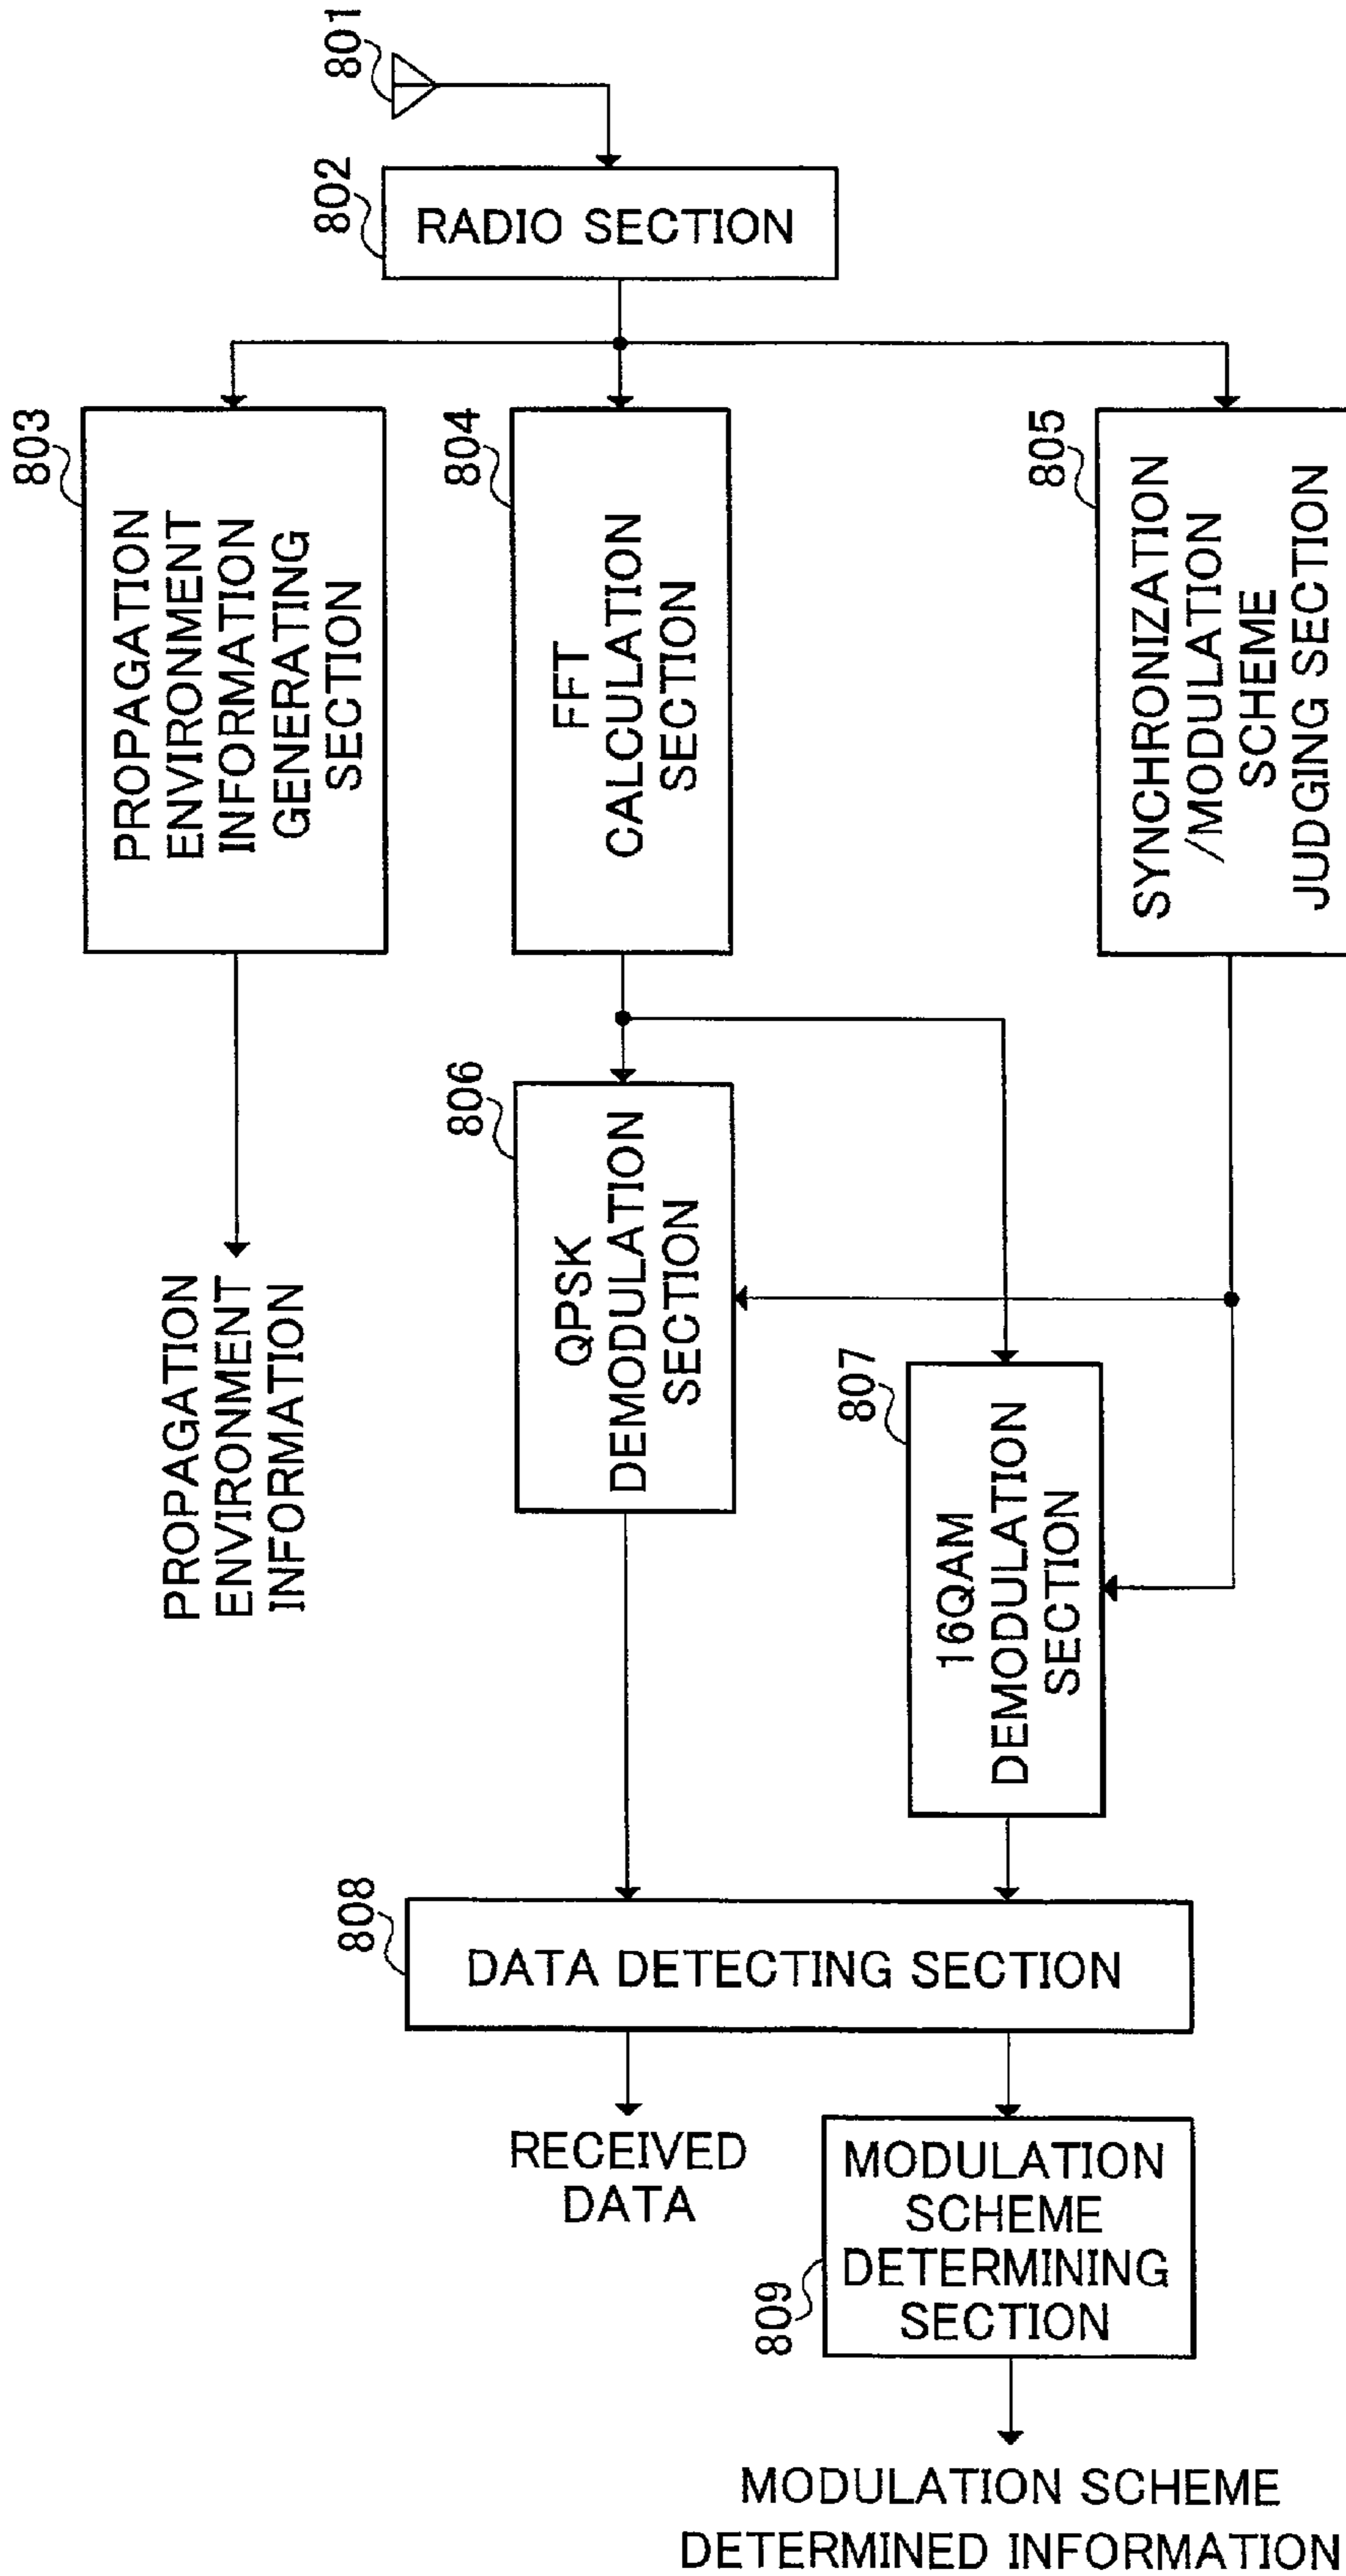 801
802
RADIO SECTION
803
PROPAGATION
ENVIRONMENT
INFORMATION
GENERATING
SECTION
804
FFT
CALCULATION
SECTION
805
SYNCHRONIZATION
/MODULATION
SCHEME
JUDGING SECTION
PROPAGATION
ENVIRONMENT
INFORMATION
806
QPSK
DEMODULATION
SECTION
807
16QAM
DEMODULATION
SECTION
808
DATA DETECTING SECTION
RECEIVED
DATA
809
MODULATION
SCHEME
DETERMINING
SECTION
MODULATION SCHEME
DETERMINED INFORMATION